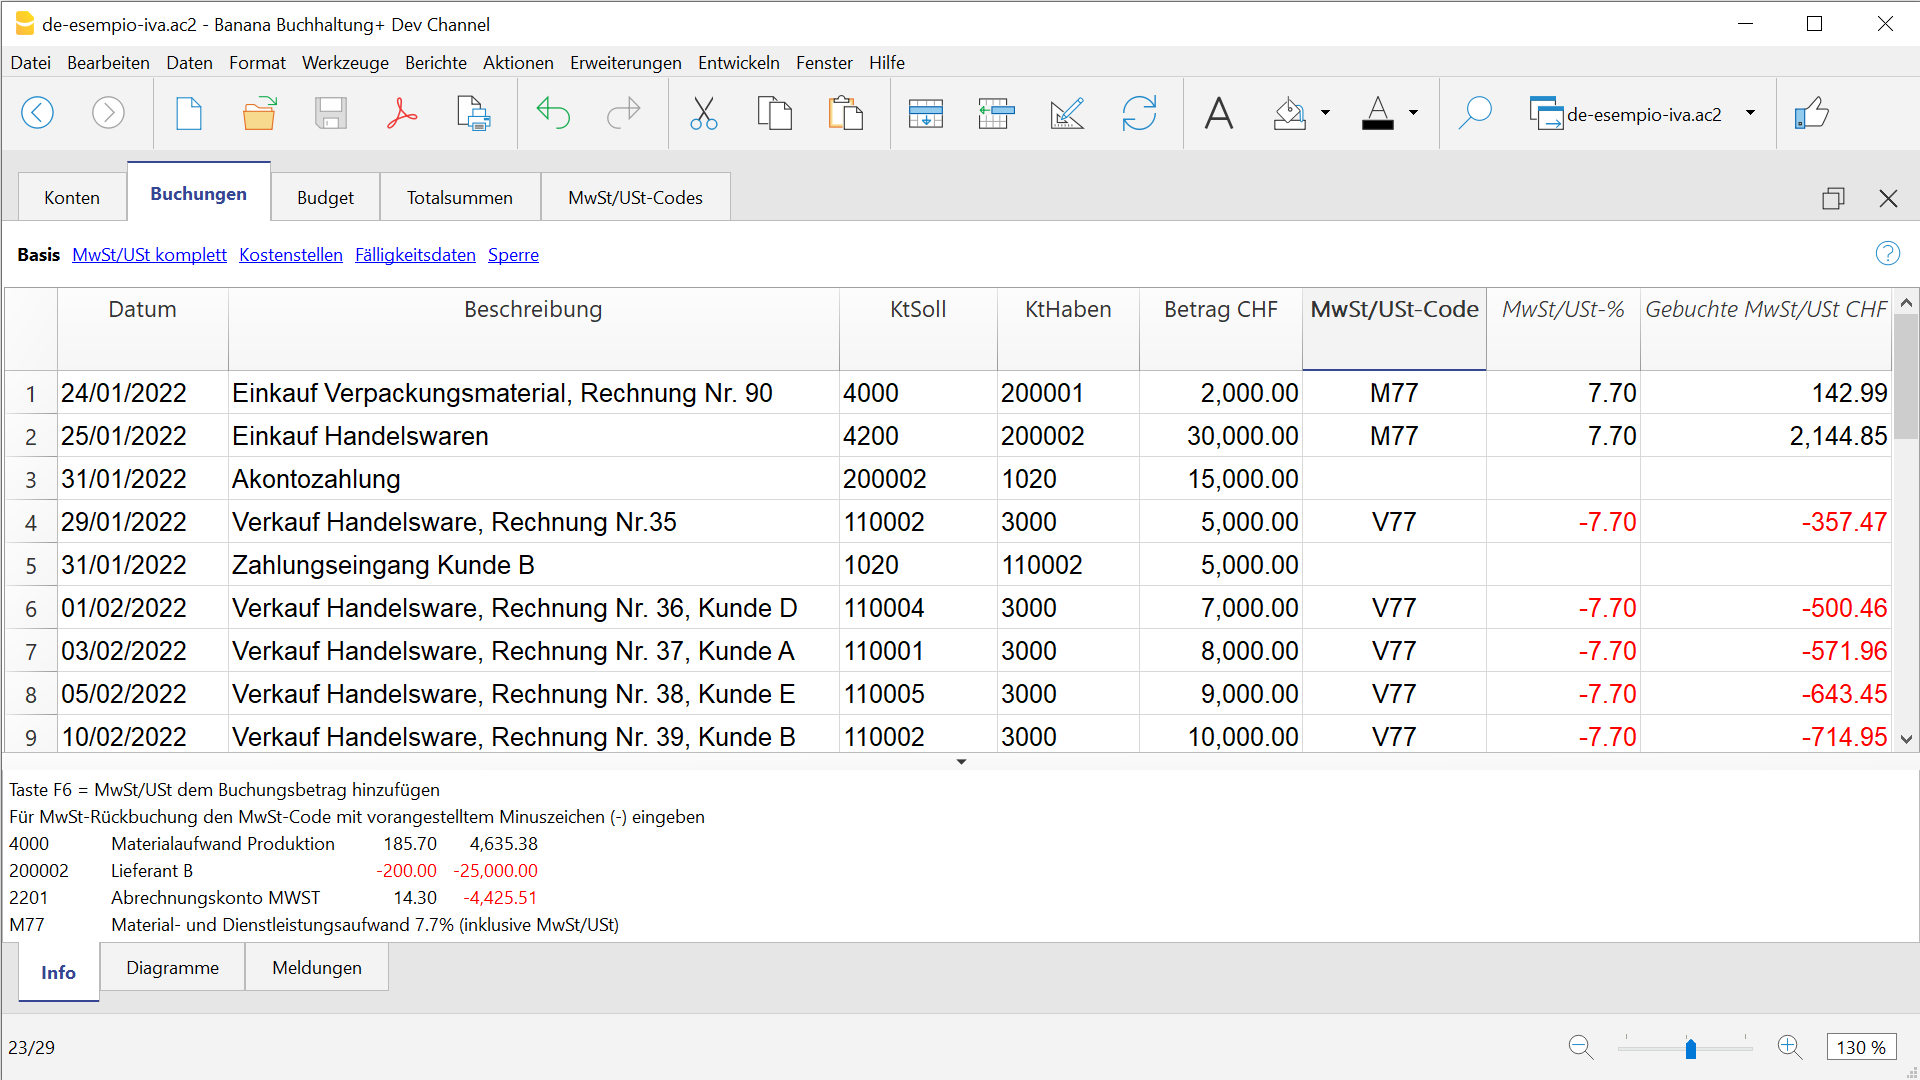 de-esempio-iva.ac2 - Banana Buchhaltung+ Dev Channel
Datei Bearbeiten Daten Format Werkzeuge Berichte Aktionen Erweiterungen Entwickeln Fenster Hilfe
de-esempio-iva.ac2
Konten Buchungen Budget Totalsummen MwSt/USt-Codes
Basis MwSt/USt komplett Kostenstellen Fälligkeitsdaten Sperre
Datum Beschreibung KtSoll KtHaben Betrag CHF MwSt/USt-Code MwSt/USt-% Gebuchte MwSt/USt CHF
1 24/01/2022 Einkauf Verpackungsmaterial, Rechnung Nr. 90 4000 200001 2,000.00 M77 7.70 142.99
2 25/01/2022 Einkauf Handelswaren 4200 200002 30,000.00 M77 7.70 2,144.85
3 31/01/2022 Akontozahlung 200002 1020 15,000.00
4 29/01/2022 Verkauf Handelsware, Rechnung Nr.35 110002 3000 5,000.00 V77 -7.70 -357.47
5 31/01/2022 Zahlungseingang Kunde B 1020 110002 5,000.00
6 01/02/2022 Verkauf Handelsware, Rechnung Nr. 36, Kunde D 110004 3000 7,000.00 V77 -7.70 -500.46
7 03/02/2022 Verkauf Handelsware, Rechnung Nr. 37, Kunde A 110001 3000 8,000.00 V77 -7.70 -571.96
8 05/02/2022 Verkauf Handelsware, Rechnung Nr. 38, Kunde E 110005 3000 9,000.00 V77 -7.70 -643.45
9 10/02/2022 Verkauf Handelsware, Rechnung Nr. 39, Kunde B 110002 3000 10,000.00 V77 -7.70 -714.95
Taste F6 = MwSt/USt dem Buchungsbetrag hinzufügen
Für MwSt-Rückbuchung den MwSt-Code mit vorangestelltem Minuszeichen (-) eingeben
4000 Materialaufwand Produktion 185.70 4,635.38
200002 Lieferant B -200.00 -25,000.00
2201 Abrechnungskonto MWST 14.30 -4,425.51
M77 Material- und Dienstleistungsaufwand 7.7% (inklusive MwSt/USt)
Info Diagramme Meldungen
23/29 130 %